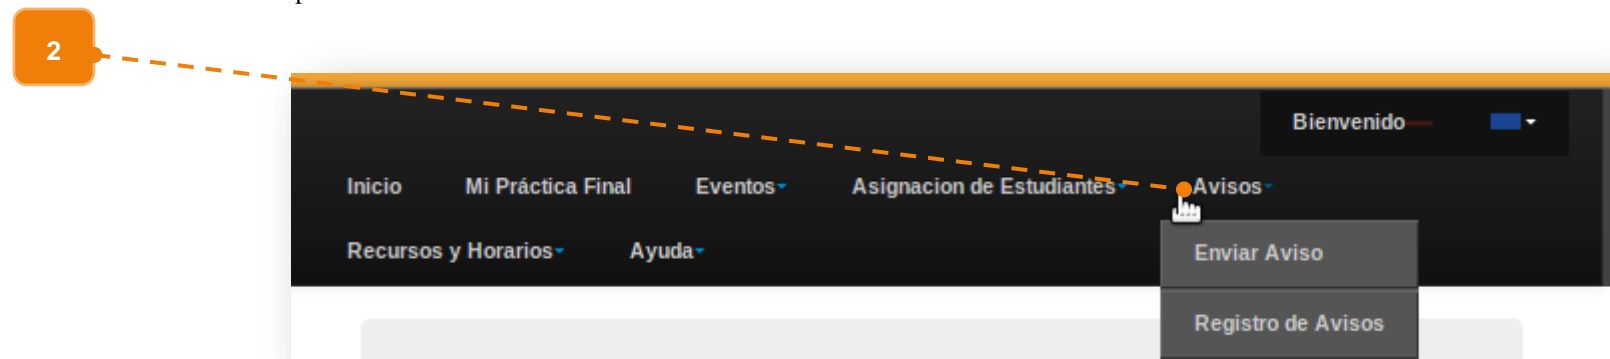 2
Bienvenido
Inicio Mi Práctica Final Eventos Asignacion de Estudiantes Avisos
Recursos y Horarios Ayuda
Enviar Aviso
Registro de Avisos